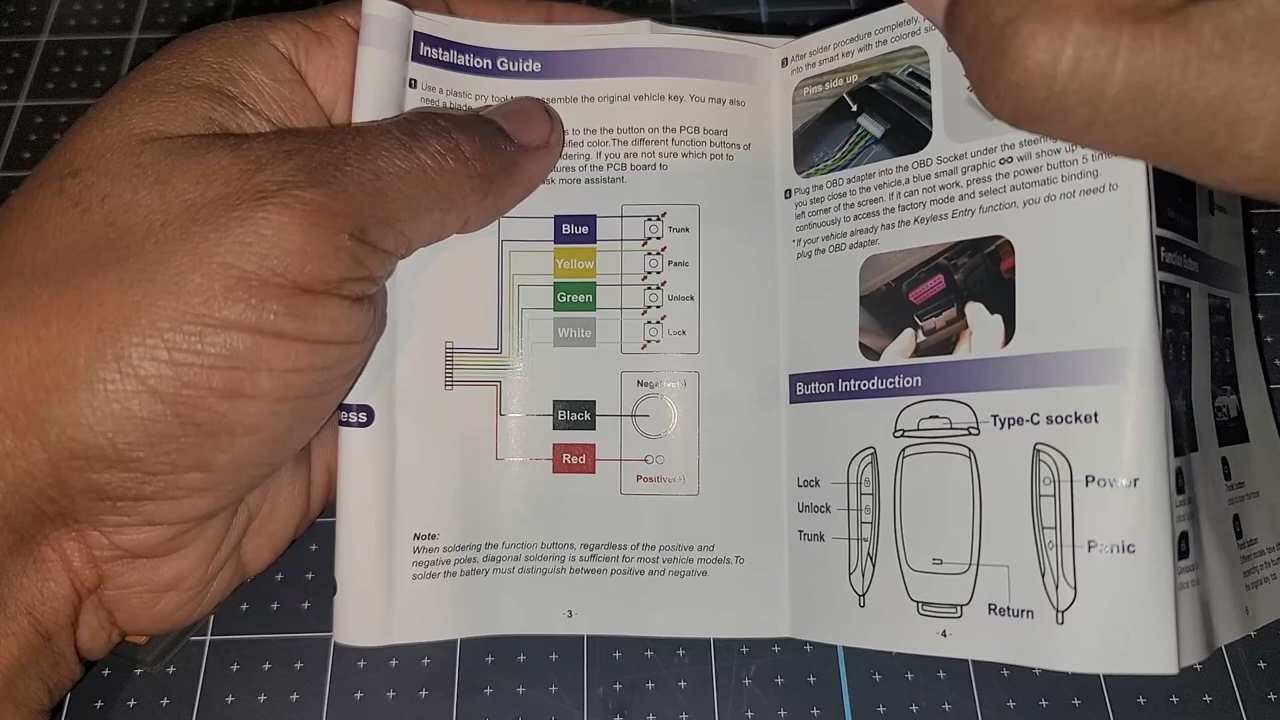 Installation Guide
1 Use a plastic pry tool to disassemble the original vehicle key. You may also
need a blade
to the the button on the PCB board
color.The different function buttons of
If you are not sure which pot to
of the PCB board to
ask more assistant.
Blue
Trunk
Yellow
Panic
Green
Unlock
White
Lock
Negative(-)
Black
Red
Positive(+)
Note:
When soldering the function buttons, regardless of the positive and
negative poles, diagonal soldering is sufficient for most vehicle models.To
solder the battery must distinguish between positive and negative.
-3-
ess
3 After solder procedure completely,
into the smart key with the colored
Pins side up
4 Plug the OBD adapter into the OBD Socket under the
you step close to the vehicle,a blue small graphic will show up
left corner of the screen. If it can not work, press the power button 5
continuously to access the factory mode and select automatic binding.
*If your vehicle already has the Keyless Entry function, you do not need to
plug the OBD adapter.
Button Introduction
Type-C socket
Lock
Unlock
Trunk
Power
Panic
Return
-4-
Function Buttons